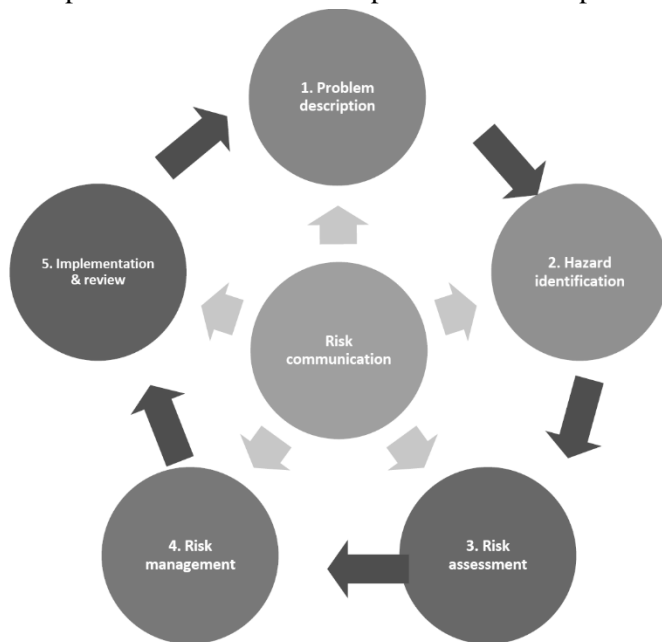 1. Problem
description
2. Hazard
identification
3. Risk
assessment
4. Risk
management
5. Implementation
& review
Risk
communication